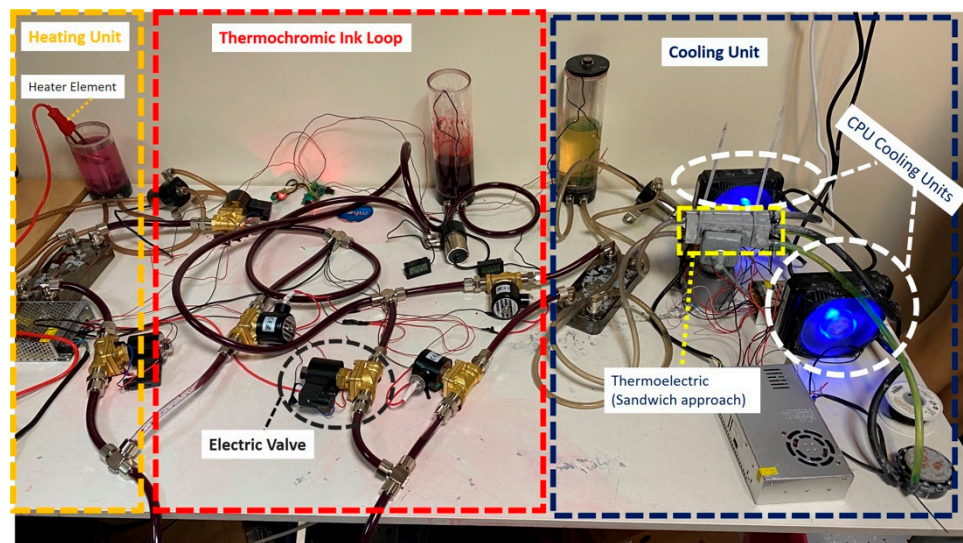 Heating Unit
Heater Element
Thermochromic Ink Loop
Electric Valve
Cooling Unit
CPU Cooling Units
Thermoelectric
(Sandwich approach)